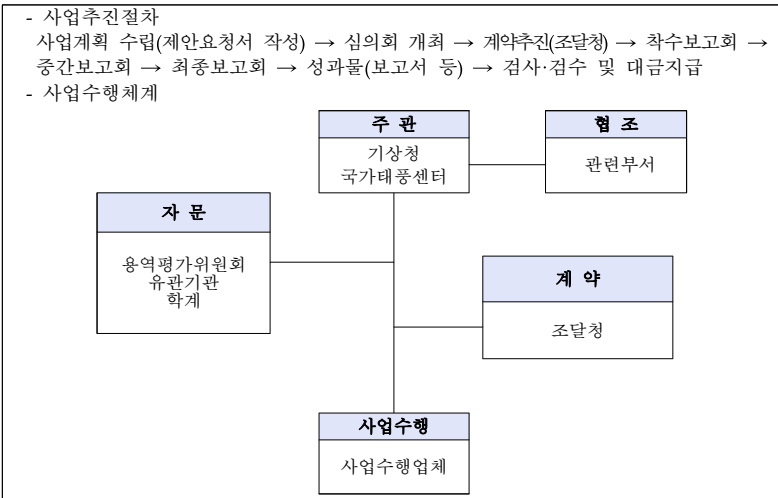 - 사업추진절차
사업계획 수립(제안요청서 작성) → 심의회 개최 → 계약추진(조달청) → 착수보고회 →
중간보고회 → 최종보고회 → 성과물(보고서 등) → 검사·검수 및 대금지급
- 사업수행체계
주 관
기상청
국가태풍센터
협 조
관련부서
자 문
용역평가위원회
유관기관
학계
계 약
조달청
사업수행
사업수행업체